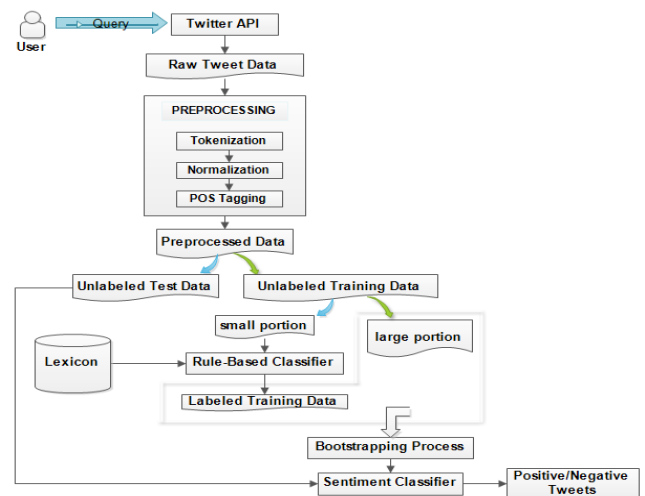 Query
User
Twitter API
Raw Tweet Data
PREPROCESSING
Tokenization
Normalization
POS Tagging
Preprocessed Data
Unlabeled Test Data
Unlabeled Training Data
small portion
large portion
Lexicon
Rule-Based Classifier
Labeled Training Data
Bootstrapping Process
Sentiment Classifier
Positive/Negative
Tweets